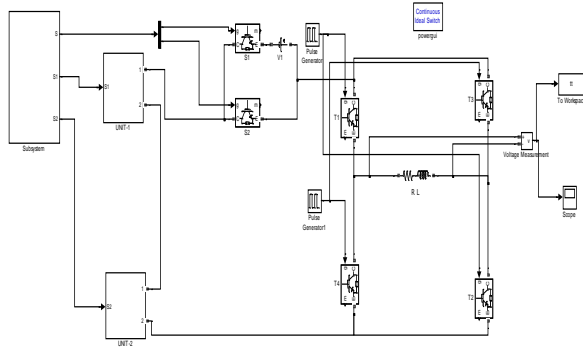 Continuous
Ideal Switch
powergui
S
S1
S2
Subsystem
S1
1
2
UNIT-1
g
m
C
E
S1
V1
g
m
C
E
S2
Pulse
Generator
T1
g
C
E
T3
g
C
E
R L
Pulse
Generator1
T4
g
C
E
T2
g
C
E
+
-
v
Voltage Measurement
tt
To Workspace
Scope
S2
1
2
UNIT-2